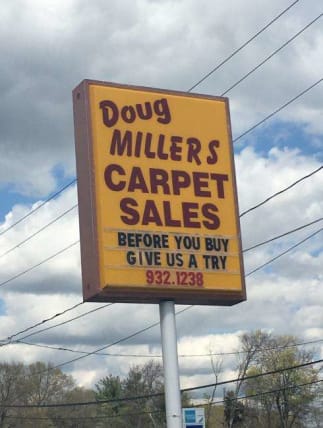 Doug
MILLERS
CARPET
SALES
BEFORE YOU BUY
GIVE US A TRY
932.1238